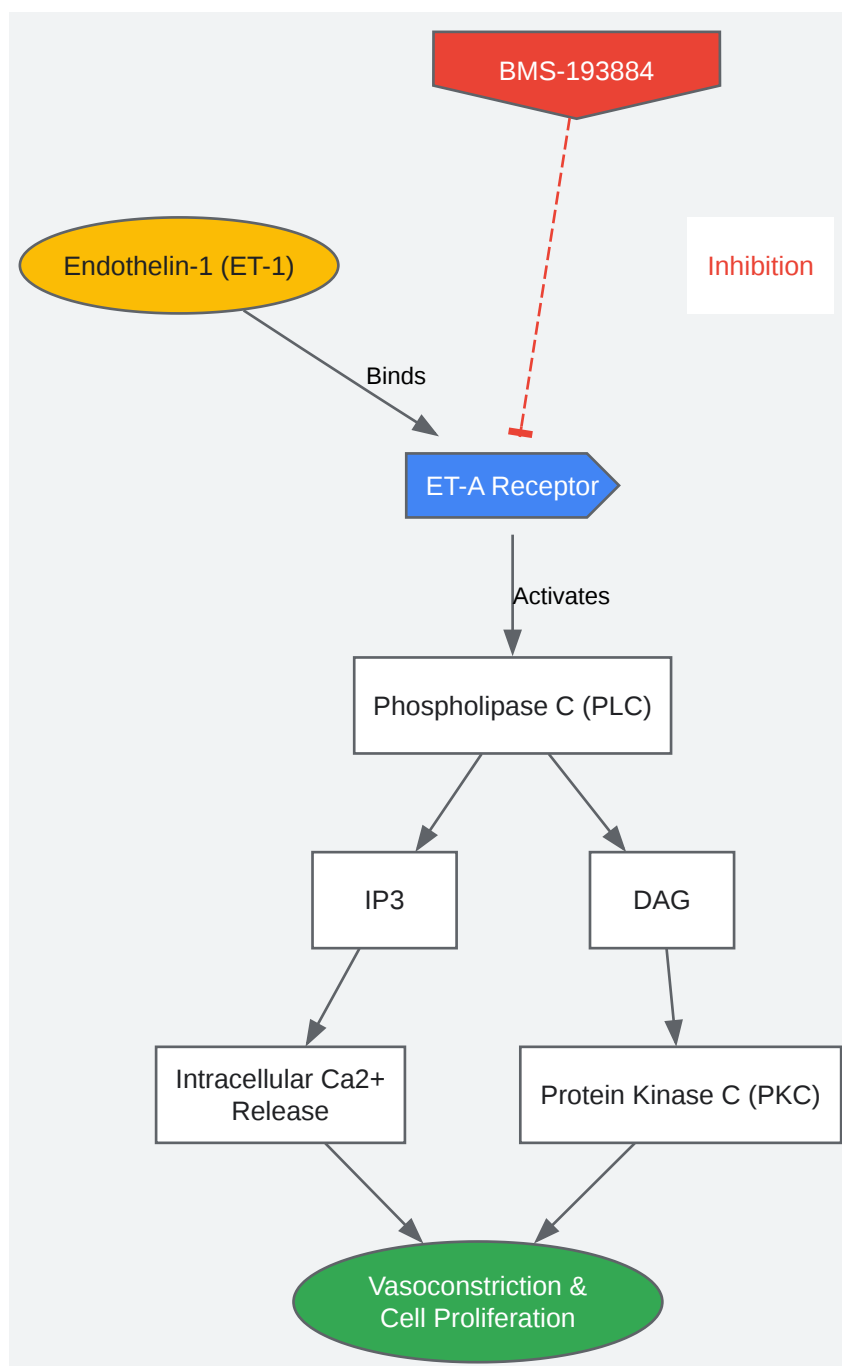 BMS-193884
Endothelin-1 (ET-1)
Inhibition
Binds
ET-A Receptor
Activates
Phospholipase C (PLC)
IP3
DAG
Intracellular Ca2+
Release
Protein Kinase C (PKC)
Vasoconstriction &
Cell Proliferation